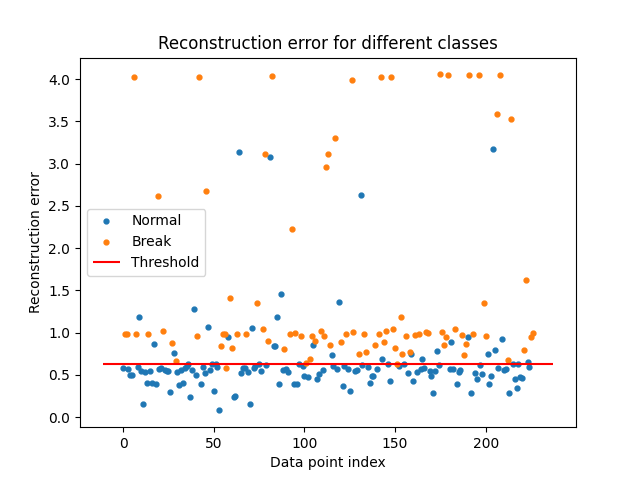 Reconstruction error for different classes
Reconstruction error
4.0
3.5
3.0
2.5
2.0
1.5
1.0
0.5
0.0
Normal
Break
Threshold
0
50
100
150
200
Data point index